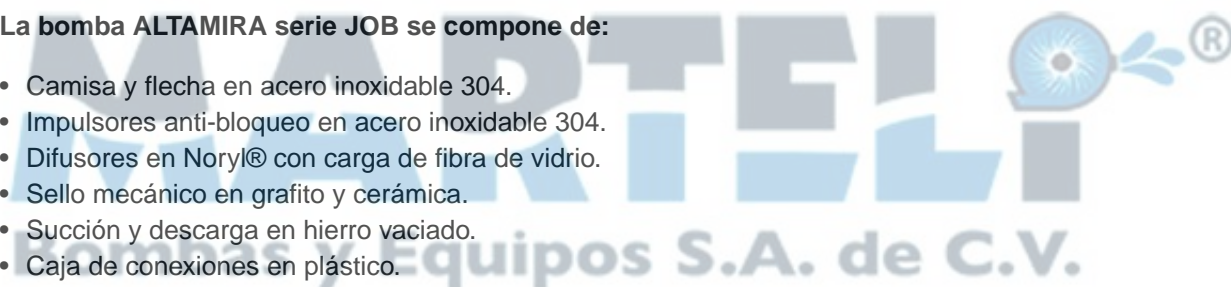 La bomba ALTAMIRA serie JOB se compone de:
• Camisa y flecha en acero inoxidable 304.
• Impulsores anti-bloqueo en acero inoxidable 304.
• Difusores en Noryl® con carga de fibra de vidrio.
• Sello mecánico en grafito y cerámica.
• Succión y descarga en hierro vaciado.
• Caja de conexiones en plástico.
MARTELI®
Bombas y Equipos S.A. de C.V.